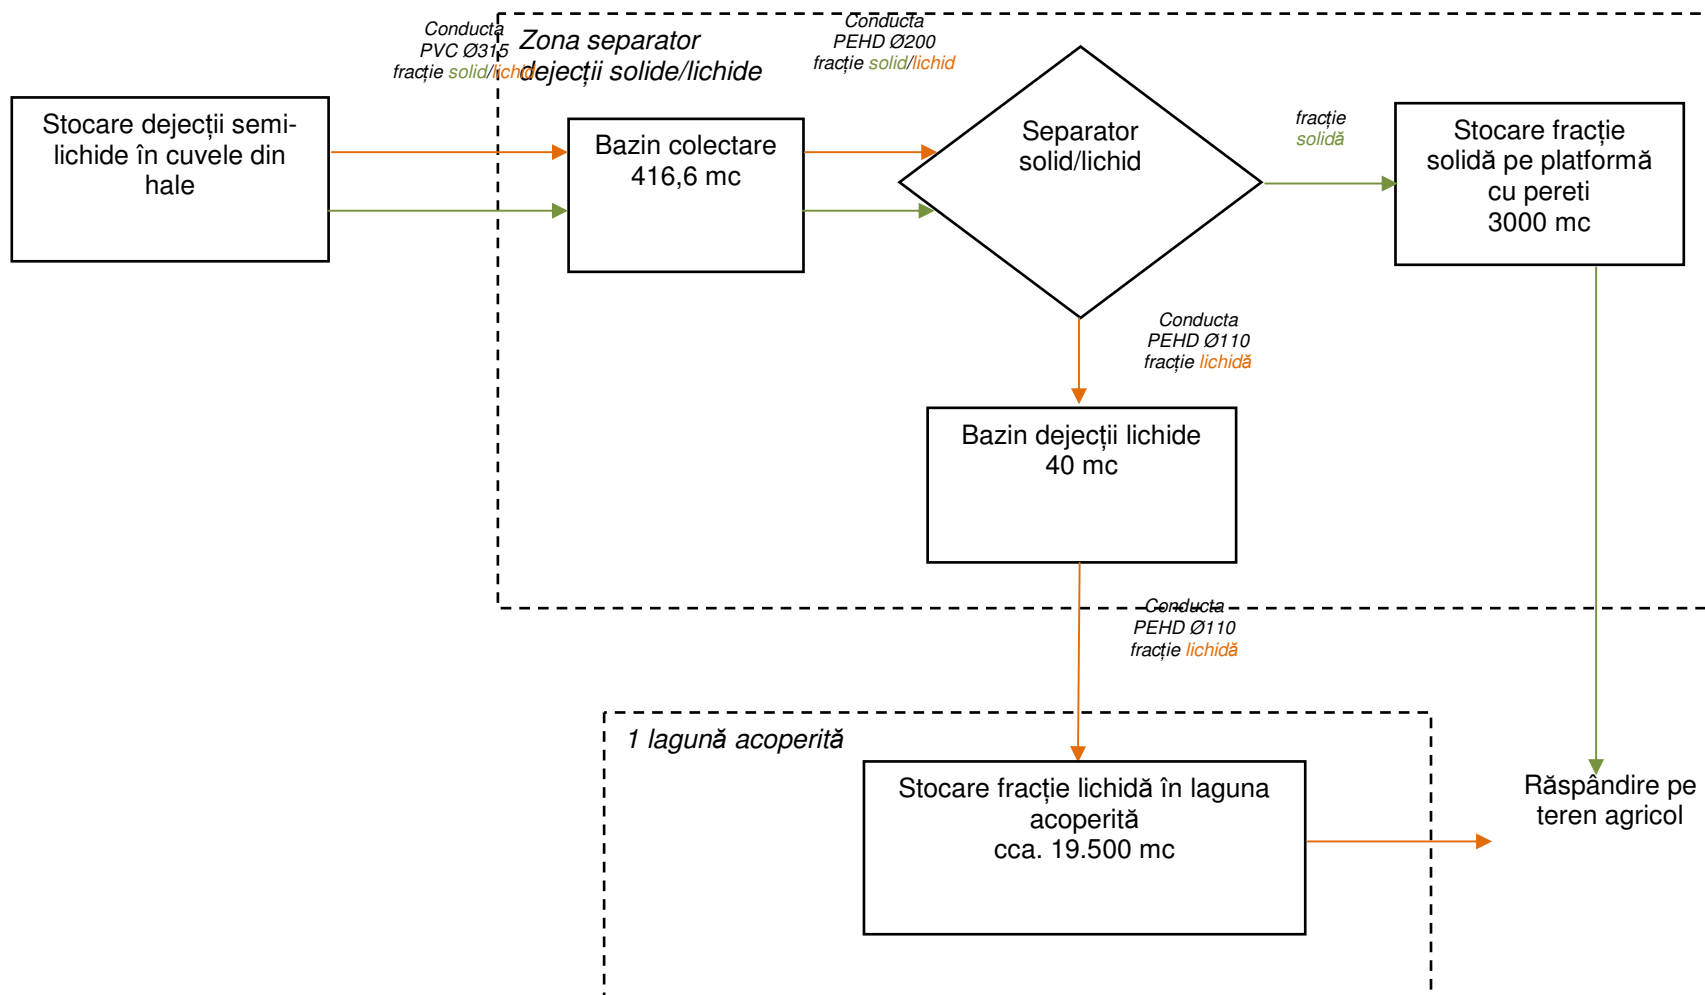 Conducta
PVC Ø315
fracție solid/lichid
Zona separator
dejecții solide/lichide
Conducta
PEHD Ø200
fracție solid/lichid
Stocare dejecții semi-
lichide în cuvele din
hale
Bazin colectare
416,6 mc
Separator
solid/lichid
fracție
solidă
Stocare fracție
solidă pe platformă
cu pereti
3000 mc
Conducta
PEHD Ø110
fracție lichidă
Bazin dejecții lichide
40 mc
Conducta
PEHD Ø110
fracție lichidă
1 lagună acoperită
Stocare fracție lichidă în laguna
acoperită
cca. 19.500 mc
Răspândire pe
teren agricol